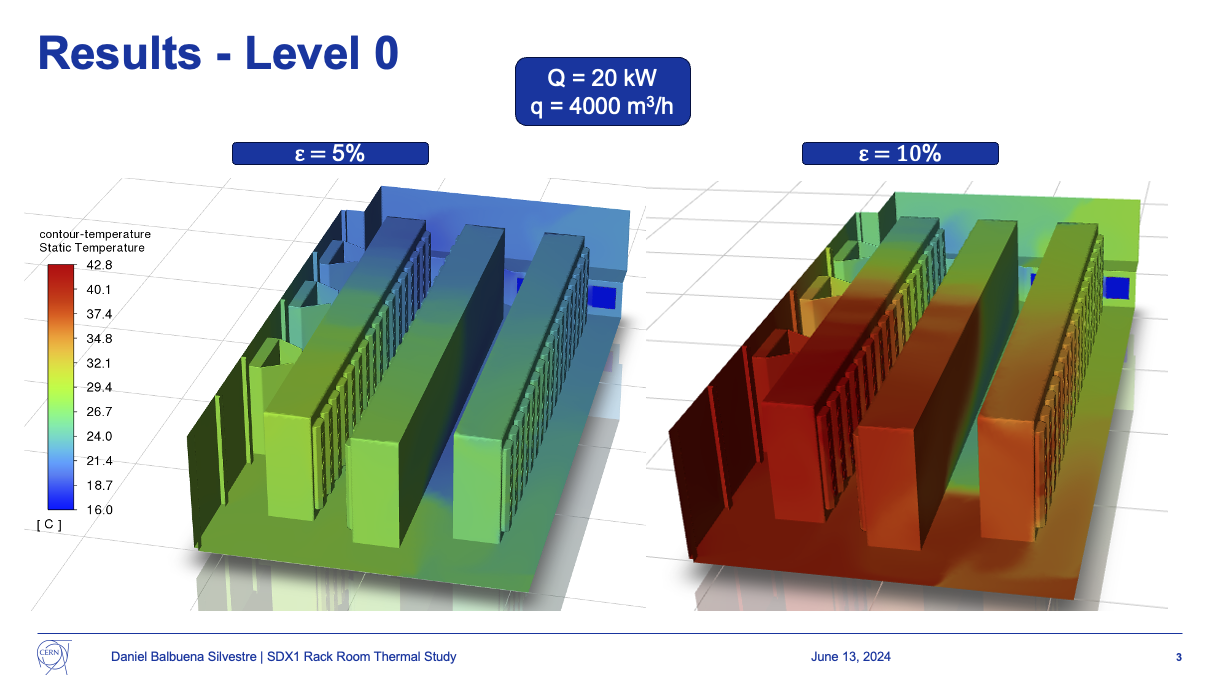 Results - Level 0
Q = 20 kW
q = 4000 m³/h
ε = 5%
ε = 10%
contour-temperature
Static Temperature
42.8
40.1
37.4
34.8
32.1
29.4
26.7
24.0
21.4
18.7
16.0
[ C ]
CERN
Daniel Balbuena Silvestre | SDX1 Rack Room Thermal Study
June 13, 2024
3